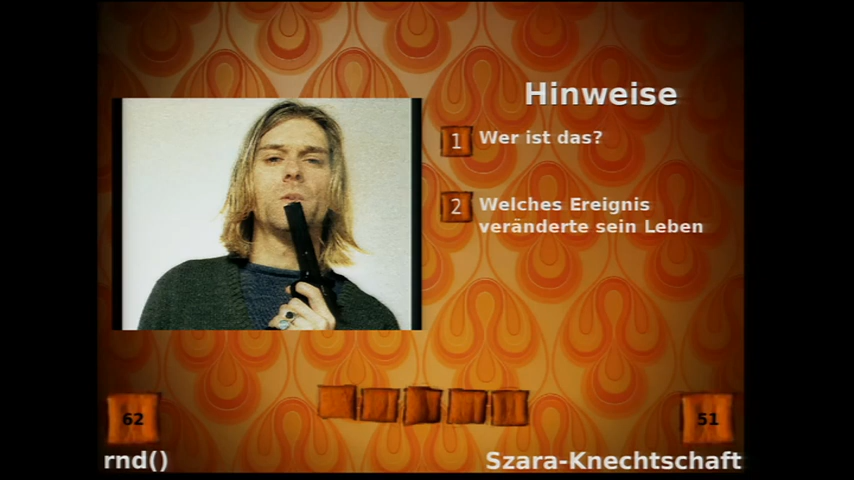 Hinweise
1 Wer ist das?
2 Welches Ereignis
veränderte sein Leben
62
51
rnd()
Szara-Knechtschaft